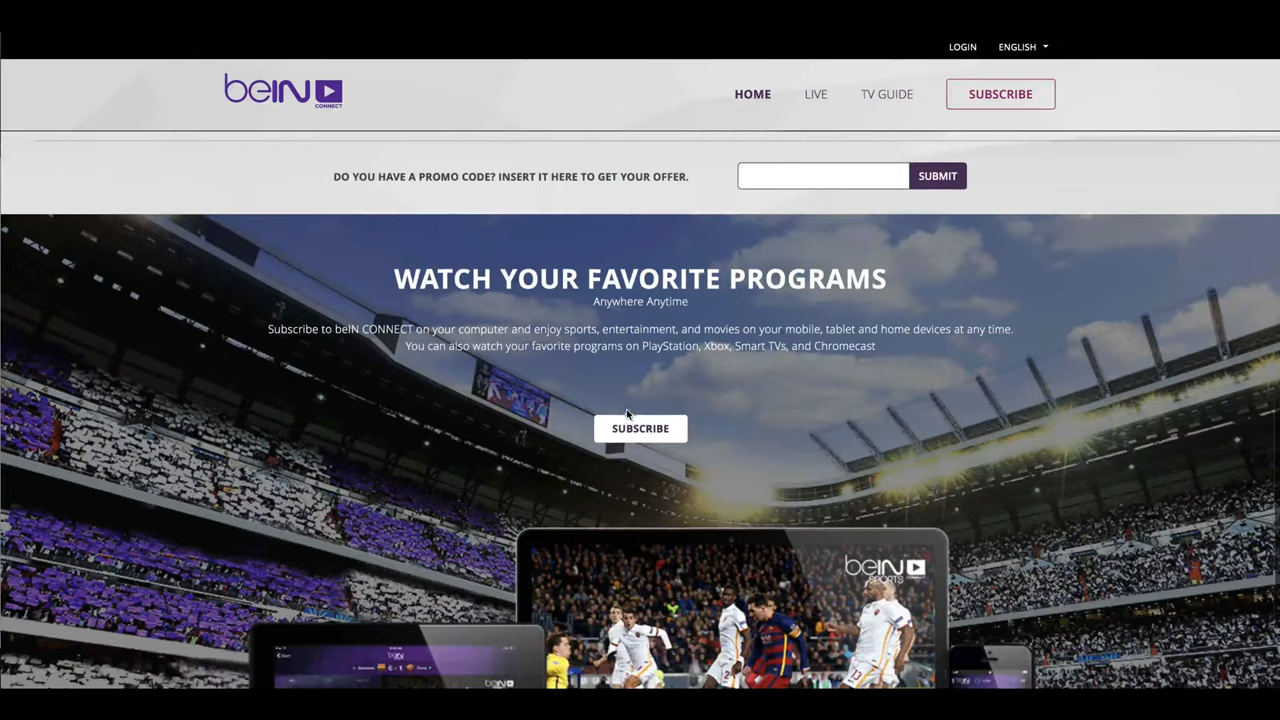 LOGIN ENGLISH
beIN CONNECT
HOME LIVE TV GUIDE SUBSCRIBE
DO YOU HAVE A PROMO CODE? INSERT IT HERE TO GET YOUR OFFER. SUBMIT
WATCH YOUR FAVORITE PROGRAMS
Anywhere Anytime
Subscribe to beIN CONNECT on your computer and enjoy sports, entertainment, and movies on your mobile, tablet and home devices at any time.
You can also watch your favorite programs on PlayStation, Xbox, Smart TVs, and Chromecast
SUBSCRIBE
beIN
SPORTS CONNECT
beIN
beIN